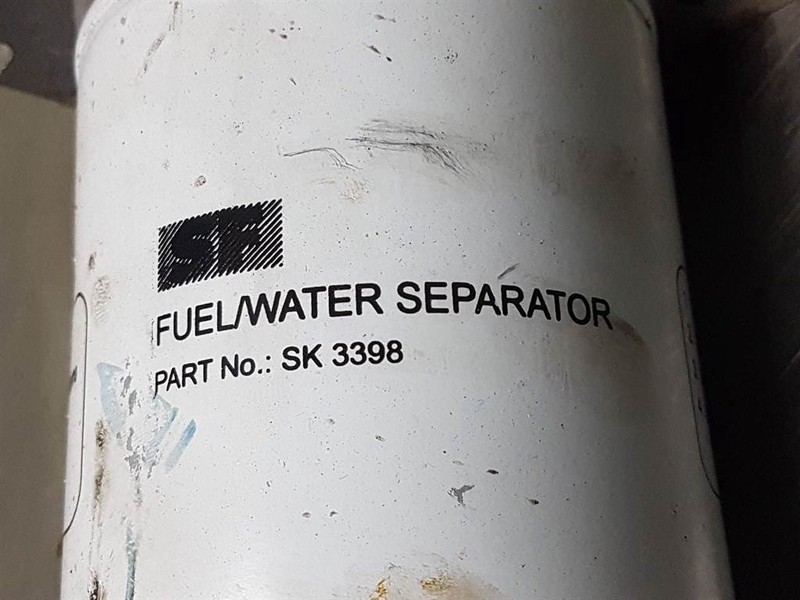 SF
FUEL/WATER SEPARATOR
PART No.: SK 3398